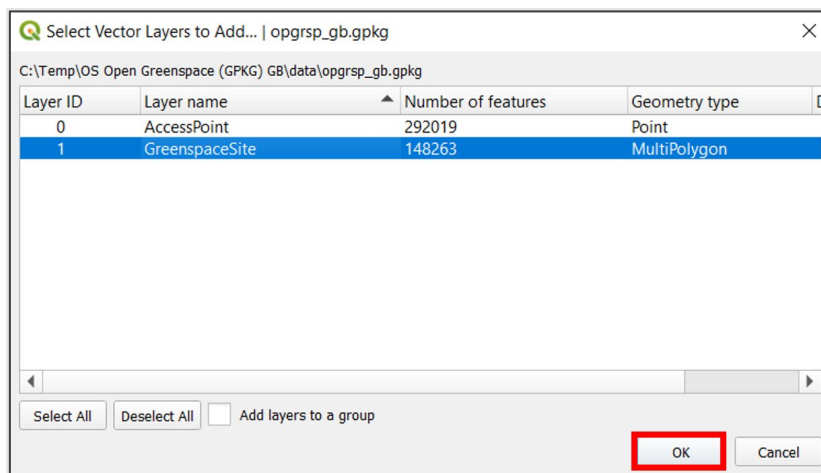 Select Vector Layers to Add... | opgrsp_gb.gpkg
C:\Temp\OS Open Greenspace (GPKG) GB\data\opgrsp_gb.gpkg
Layer ID Layer name Number of features Geometry type
0 AccessPoint 292019 Point
1 GreenspaceSite 148263 MultiPolygon
Select All Deselect All Add layers to a group
OK Cancel